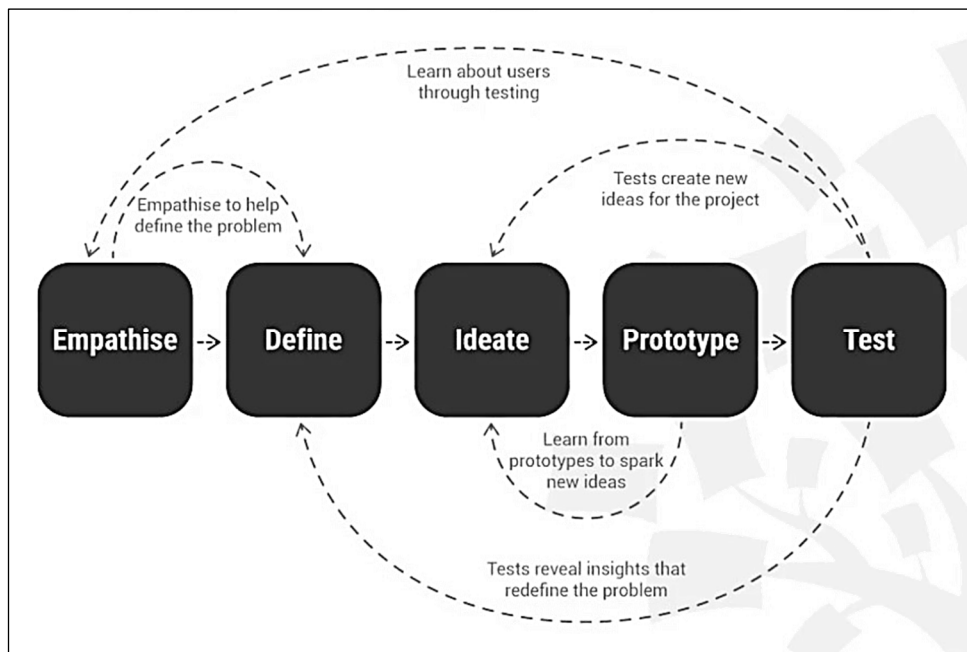 Learn about users
through testing
Tests create new
ideas for the project
Empathise to help
define the problem
Empathise
Define
Ideate
Prototype
Test
Learn from
prototypes to spark
new ideas
Tests reveal insights that
redefine the problem